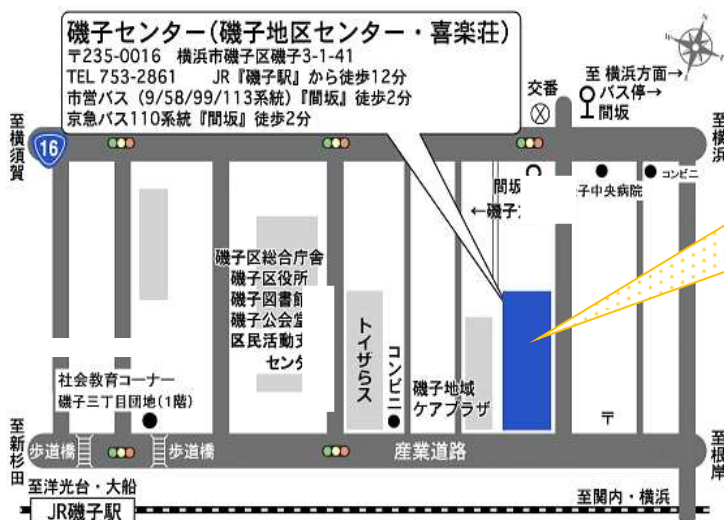 磯子センター(磯子地区センター・喜楽荘)
〒235-0016 横浜市磯子区磯子3-1-41
TEL 753-2861 JR『磯子駅』から徒歩12分
市営バス (9/58/99/113系統)『間坂』徒歩2分
京急バス110系統『間坂』徒歩2分
交番
至 横浜方面→
バス停→
間坂
至横須賀
16
至横浜
間坂
子中央病院
コンビニ
←磯子
磯子区総合庁舎
磯子区役所
磯子図書館
磯子公会堂
区民活動支
センタ
トイザらス
コンビニ
磯子地域
ケアプラザ
〒
社会教育コーナー
磯子三丁目団地(1階)
至新杉田
歩道橋
歩道橋
産業道路
至根岸
至洋光台・大船
至関内・横浜
JR磯子駅